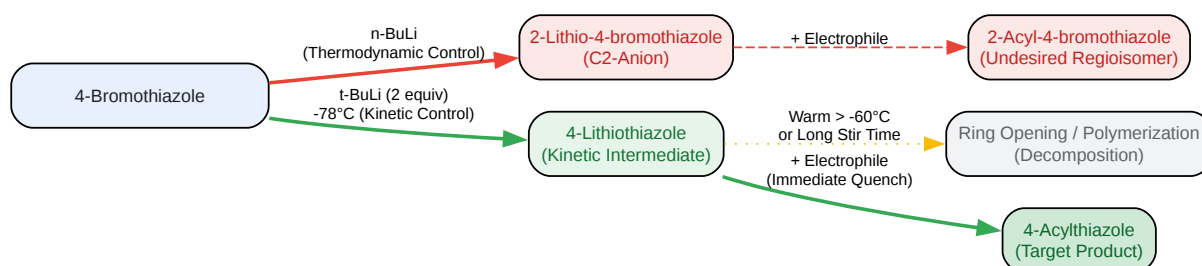 4-Bromothiazole
n-BuLi
(Thermodynamic Control)
t-BuLi (2 equiv)
-78°C (Kinetic Control)
2-Lithio-4-bromothiazole
(C2-Anion)
+ Electrophile
2-Acyl-4-bromothiazole
(Undesired Regioisomer)
4-Lithiothiazole
(Kinetic Intermediate)
Warm > -60°C
or Long Stir Time
Ring Opening / Polymerization
(Decomposition)
+ Electrophile
(Immediate Quench)
4-Acylthiazole
(Target Product)